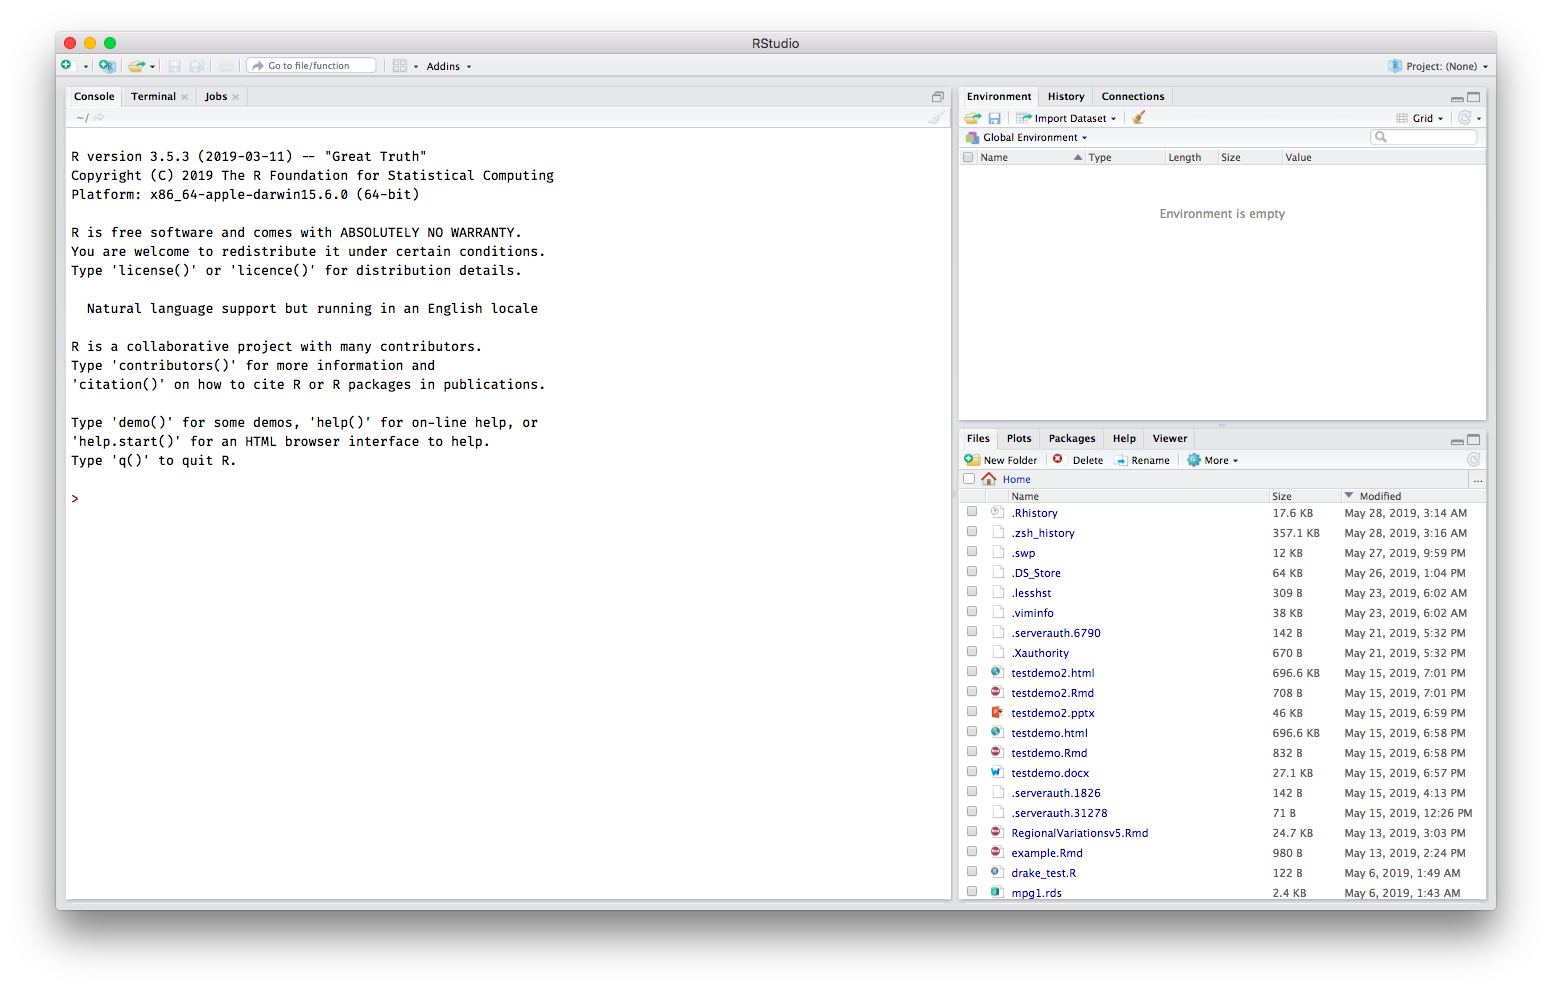 RStudio
Go to file/function
Addins
Project: (None)
Console Terminal Jobs
~/
R version 3.5.3 (2019-03-11) -- "Great Truth"
Copyright (C) 2019 The R Foundation for Statistical Computing
Platform: x86_64-apple-darwin15.6.0 (64-bit)
R is free software and comes with ABSOLUTELY NO WARRANTY.
You are welcome to redistribute it under certain conditions.
Type 'license()' or 'licence()' for distribution details.
Natural language support but running in an English locale
R is a collaborative project with many contributors.
Type 'contributors()' for more information and
'citation()' on how to cite R or R packages in publications.
Type 'demo()' for some demos, 'help()' for on-line help, or
'help.start()' for an HTML browser interface to help.
Type 'q()' to quit R.
>
Environment History Connections
Import Dataset Grid
Global Environment
Name Type Length Size Value
Environment is empty
Files Plots Packages Help Viewer
New Folder Delete Rename More
Home ...
Name Size Modified
.Rhistory 17.6 KB May 28, 2019, 3:14 AM
.zsh_history 357.1 KB May 28, 2019, 3:16 AM
.swp 12 KB May 27, 2019, 9:59 PM
.DS_Store 64 KB May 26, 2019, 1:04 PM
.lesshst 309 B May 23, 2019, 6:02 AM
.viminfo 38 KB May 23, 2019, 6:02 AM
.serverauth.6790 142 B May 21, 2019, 5:32 PM
.Xauthority 670 B May 21, 2019, 5:32 PM
testdemo2.html 696.6 KB May 15, 2019, 7:01 PM
testdemo2.Rmd 708 B May 15, 2019, 7:01 PM
testdemo2.pptx 46 KB May 15, 2019, 6:59 PM
testdemo.html 696.6 KB May 15, 2019, 6:58 PM
testdemo.Rmd 832 B May 15, 2019, 6:58 PM
testdemo.docx 27.1 KB May 15, 2019, 6:57 PM
.serverauth.1826 142 B May 15, 2019, 4:13 PM
.serverauth.31278 71 B May 15, 2019, 12:26 PM
RegionalVariationsv5.Rmd 24.7 KB May 13, 2019, 3:03 PM
example.Rmd 980 B May 13, 2019, 2:24 PM
drake_test.R 122 B May 6, 2019, 1:49 AM
mpg1.rds 2.4 KB May 6, 2019, 1:43 AM